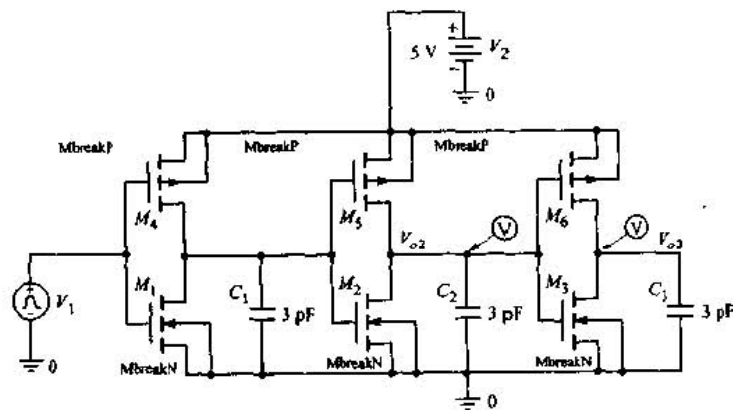 5 V
+
-
V2
0
MbreakP
MbreakP
MbreakP
M4
M5
M6
V
V
Vo2
Vo3
M1
M2
M3
C1
3 pF
C2
3 pF
C3
3 pF
+
-
V1
0
MbreakN
MbreakN
MbreakN
0